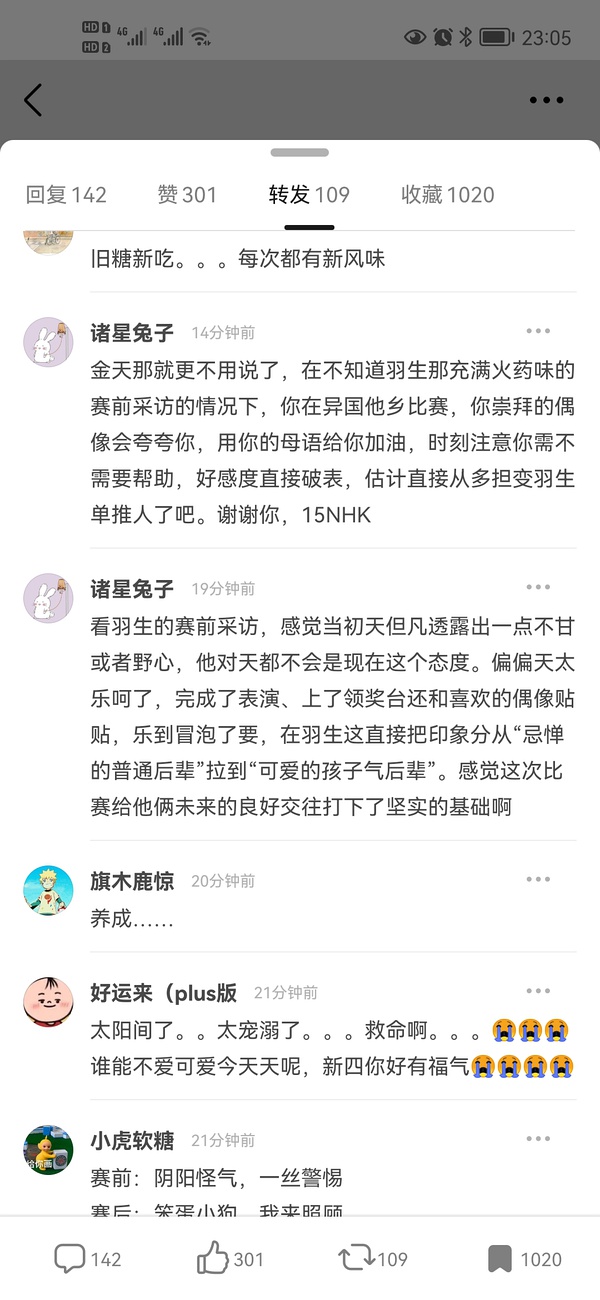 HD 1
HD 2
4G
4G
23:05
回复 142
赞 301
转发 109
收藏 1020
旧糖新吃。。。每次都有新风味
诸星兔子 14分钟前
金天那就更不用说了，在不知道羽生那充满火药味的
赛前采访的情况下，你在异国他乡比赛，你崇拜的偶
像会夸夸你，用你的母语给你加油，时刻注意你需不
需要帮助，好感度直接破表，估计直接从多担变羽生
单推人了吧。谢谢你，15NHK
诸星兔子 19分钟前
看羽生的赛前采访，感觉当初天但凡透露出一点不甘
或者野心，他对天都不会是现在这个态度。偏偏天太
乐呵了，完成了表演、上了领奖台还和喜欢的偶像贴
贴，乐到冒泡了要，在羽生这直接把印象分从“忌惮
的普通后辈”拉到“可爱的孩子气后辈”。感觉这次比
赛给他俩未来的良好交往打下了坚实的基础啊
旗木鹿惊 20分钟前
养成……
好运来（plus版 21分钟前
太阳间了。。太宠溺了。。。救命啊。。。😭😭😭
谁能不爱可爱今天天呢，新四你好有福气😭😭😭😭
小虎软糖 21分钟前
赛前：阴阳怪气，一丝警惕
赛后：笨蛋小狗，我来照顾
142
301
109
1020